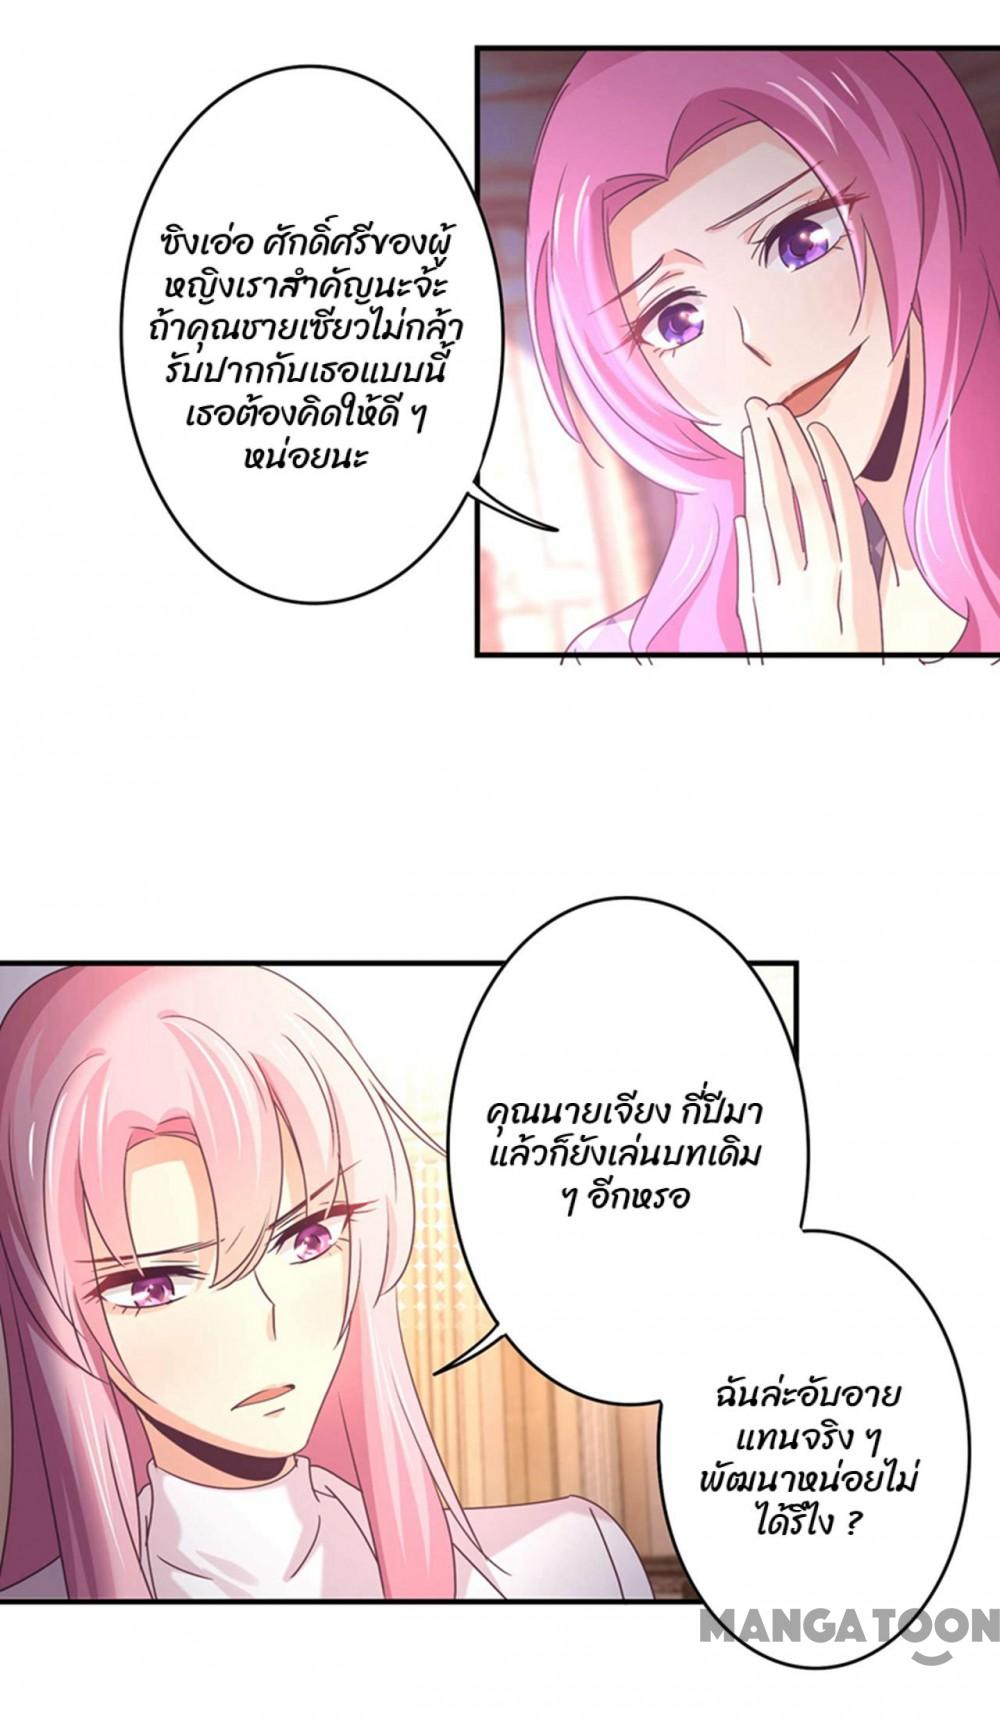 ซิงเอ๋อ ศักดิ์ศรีของผู้
หญิงเราสำคัญนะจ้ะ
ถ้าคุณชายเซียวไม่กล้า
รับปากกับเธอแบบนี้
เธอต้องคิดให้ดี ๆ
หน่อยนะ
คุณนายเจียง กี่ปีมา
แล้วก็ยังเล่นบทเดิม
ๆ อีกหรอ
ฉันล่ะอับอาย
แทนจริง ๆ
พัฒนาหน่อยไม่
ได้รึไง ?
MANGATOON